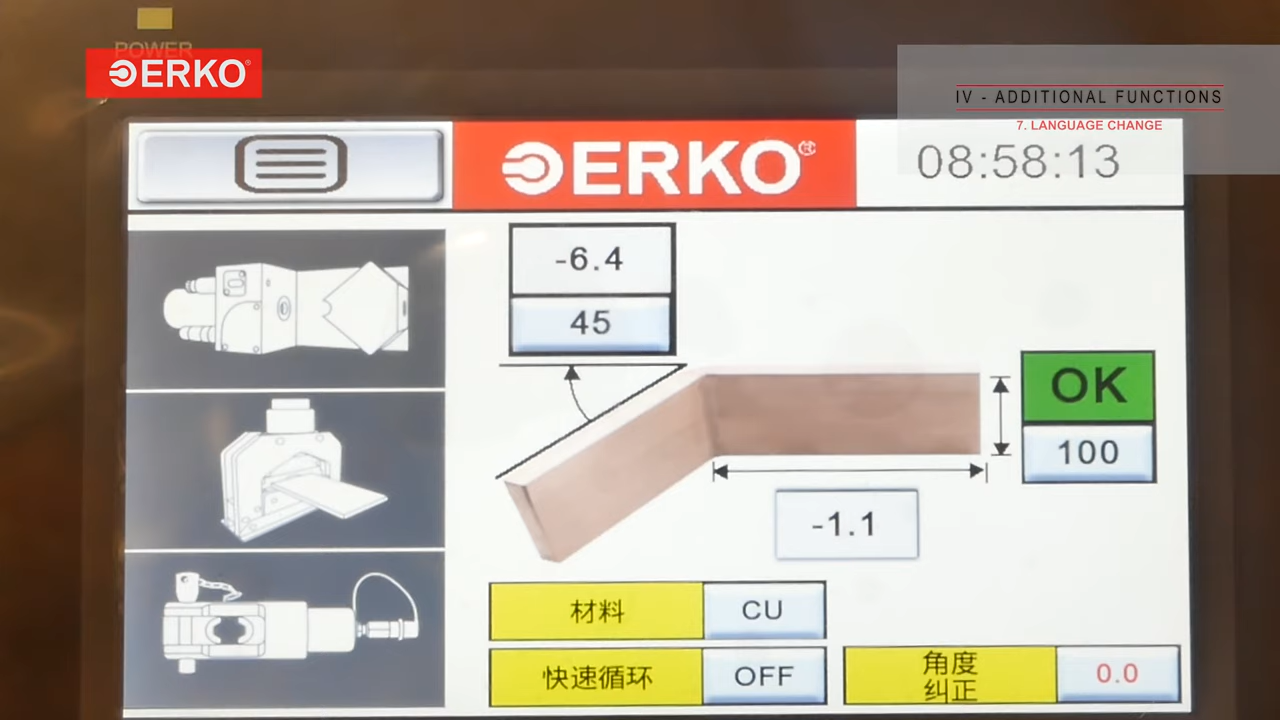 POWER
ERKO®
IV - ADDITIONAL FUNCTIONS
7. LANGUAGE CHANGE
ERKO®
08:58:13
-6.4
45
OK
100
-1.1
材料
CU
快速循环
OFF
角度
纠正
0.0